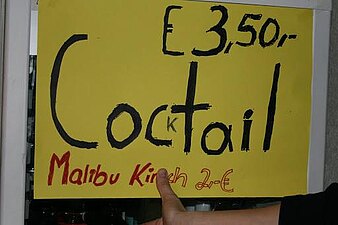 € 3,50,-
Cocktail
Malibu Kirsch 2,-€